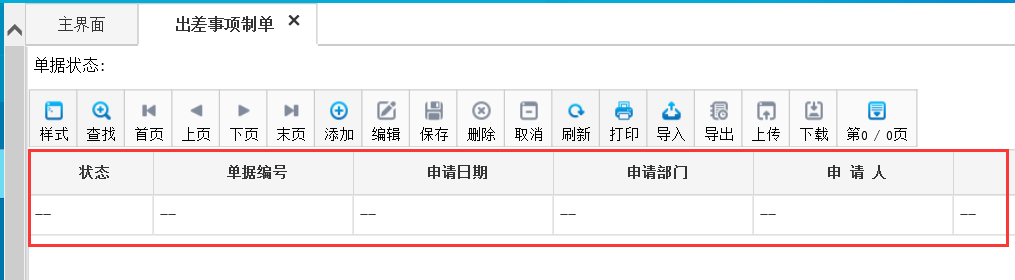 主界面 出差事项制单
单据状态:
样式 查找 首页 上页 下页 末页 添加 编辑 保存 删除 取消 刷新 打印 导入 导出 上传 下载 第0 / 0页
状态 单据编号 申请日期 申请部门 申 请 人
-- -- -- -- -- --